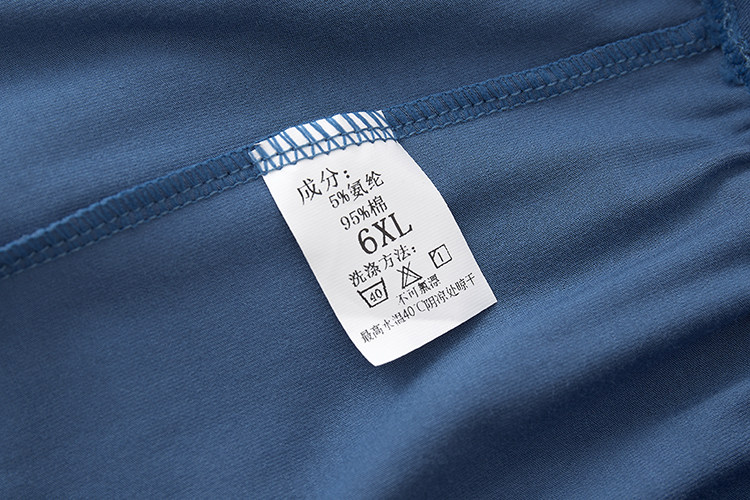 成分：
5%氨纶
95%棉
6XL
洗涤方法：
40
1
不可氯漂
最高水温40℃阴凉处晾干